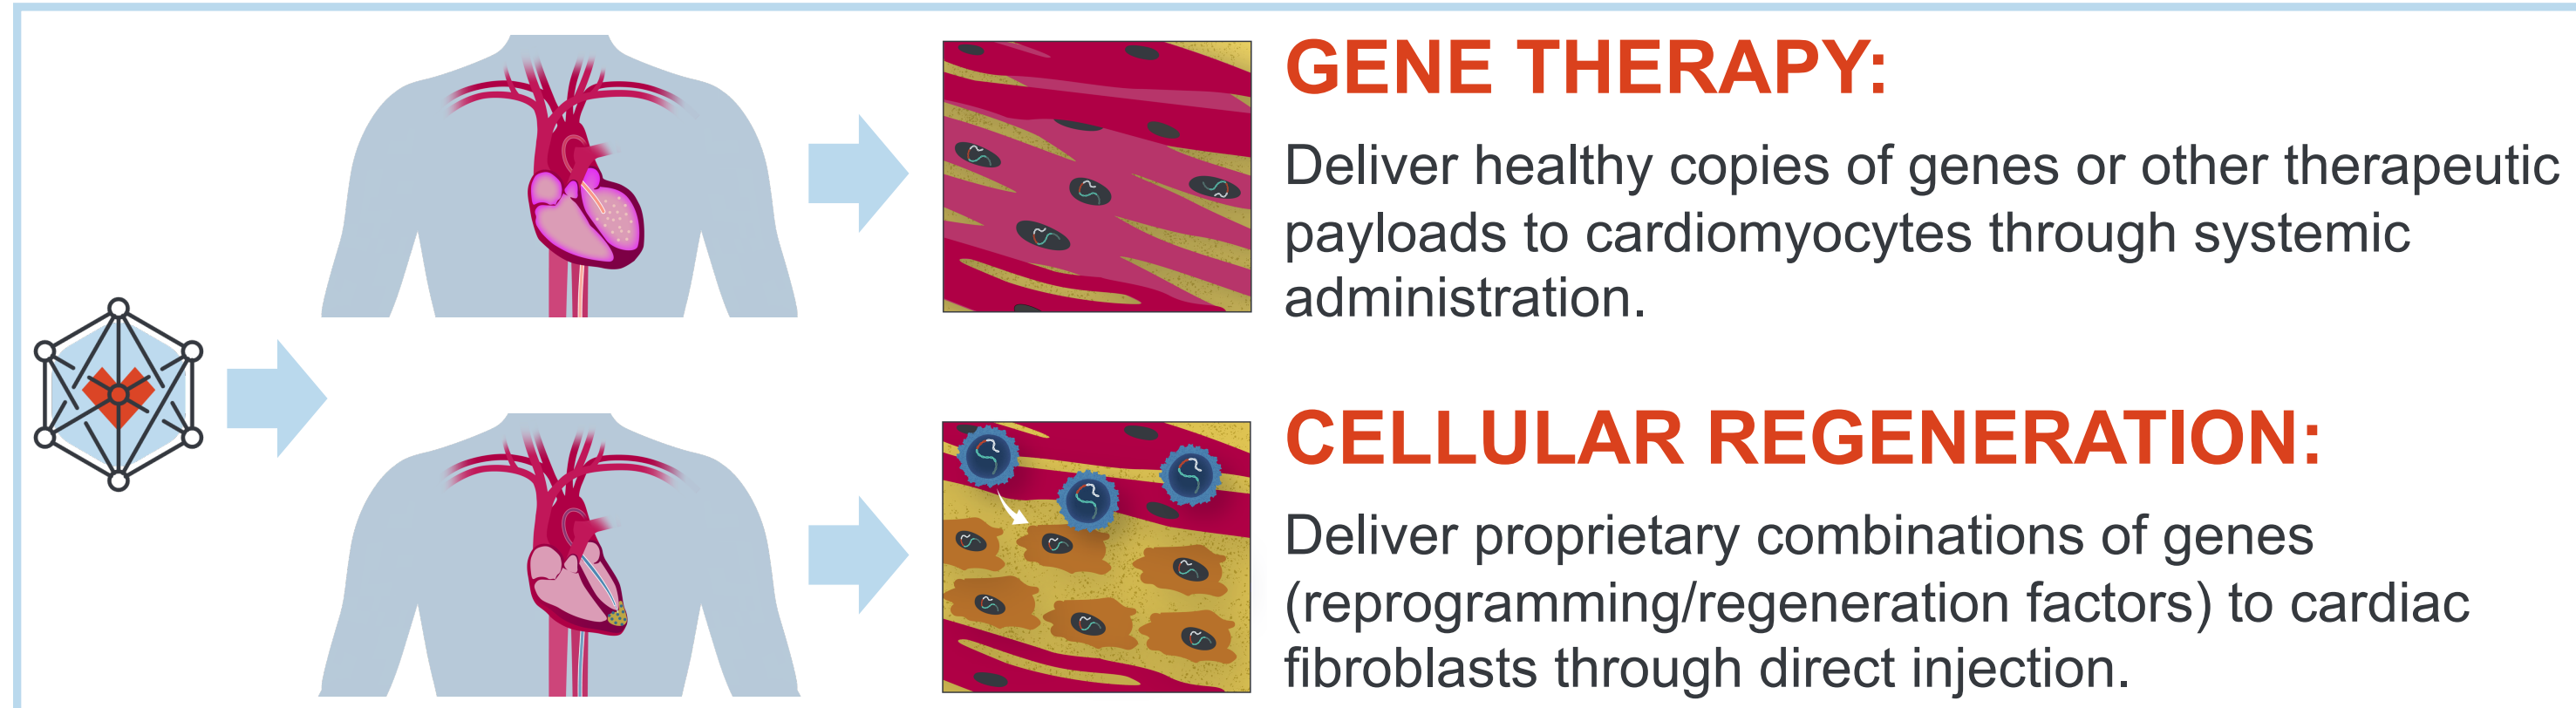 GENE THERAPY:
Deliver healthy copies of genes or other therapeutic
payloads to cardiomyocytes through systemic
administration.
CELLULAR REGENERATION:
Deliver proprietary combinations of genes
(reprogramming/regeneration factors) to cardiac
fibroblasts through direct injection.